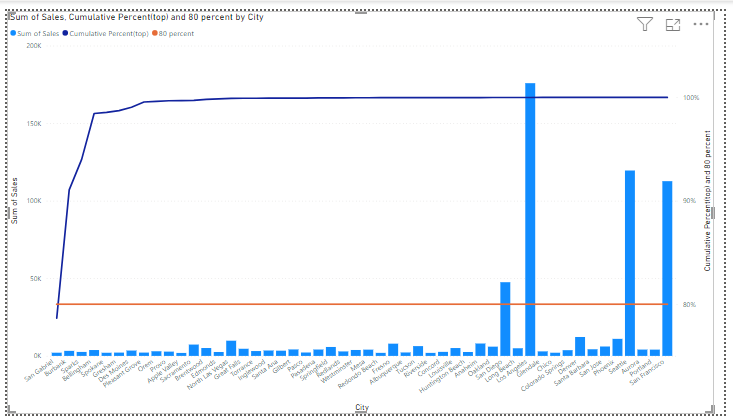 Sum of Sales, Cumulative Percent(top) and 80 percent by City
Sum of Sales Cumulative Percent(top) 80 percent
200K
150K
100K
50K
0K
100%
90%
80%
Sum of Sales
Cumulative Percent(top) and 80 percent
San Gabriel
Burbank
Sparks
Bellingham
Spokane
Gresham
Des Moines
Pleasant Grove
Orem
Provo
Apple Valley
Sacramento
Brentwood
Edmonds
North Las Vegas
Great Falls
Torrance
Inglewood
Santa Ana
Gilbert
Pasco
Pasadena
Springfield
Redlands
Westminster
Mesa
Redondo Beach
Fresno
Albuquerque
Tucson
Riverside
Concord
Louisville
Huntington Beach
Anaheim
Oakland
San Diego
Long Beach
Los Angeles
Glendale
Chico
Colorado Springs
Denver
Santa Barbara
San Jose
Phoenix
Seattle
Aurora
Portland
San Francisco
City